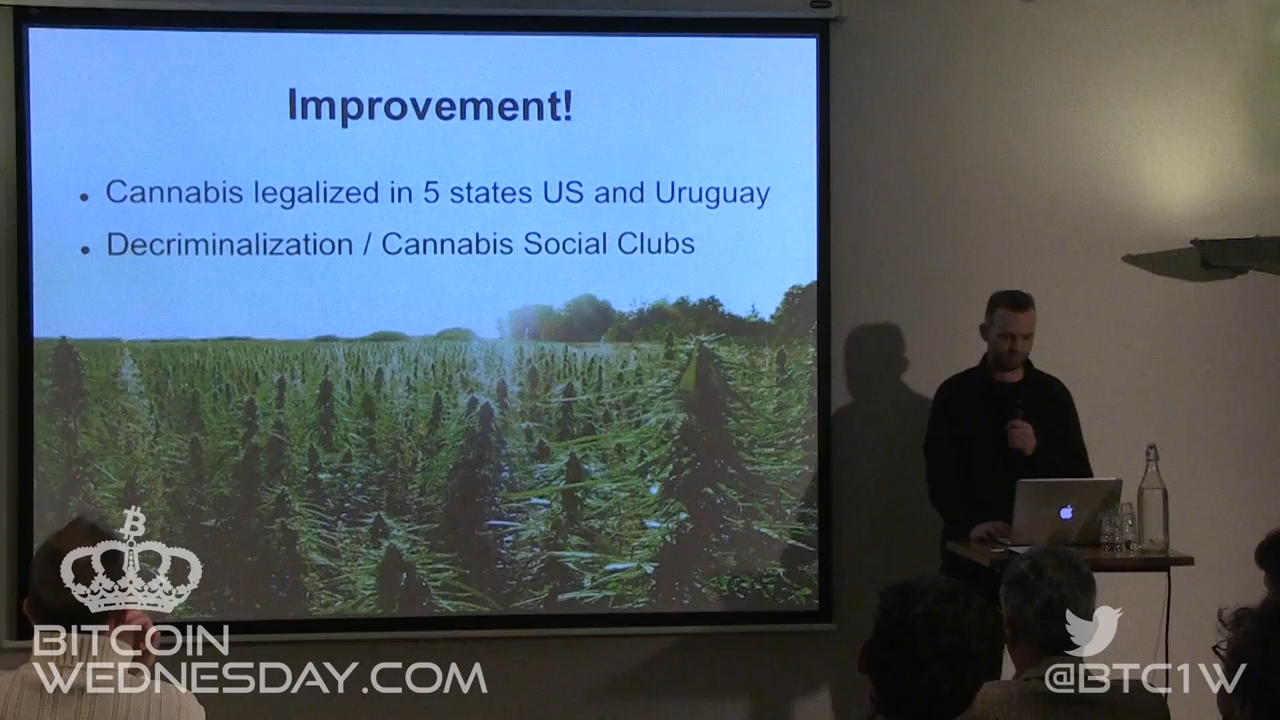 Improvement!
• Cannabis legalized in 5 states US and Uruguay
• Decriminalization / Cannabis Social Clubs
BITCOIN
WEDNESDAY.COM
@BTC1W